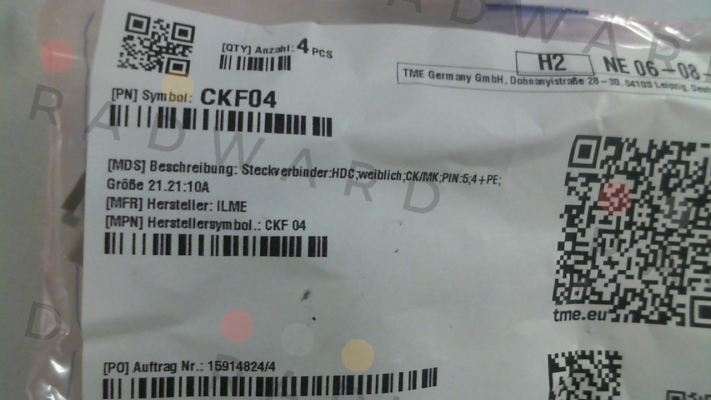 [QTY] Anzahl: 4 PCS
H2 NE 06-08
TME Germany GmbH, Dohnanyistraße 28-30, 04103 Leipzig,
[PN] Symbol: CKF04
[MDS] Beschreibung: Steckverbinder:HDC;weiblich;CK/MK;PIN:5;4+PE;
Größe 21.21;10A
[MFR] Hersteller: ILME
[MPN] Herstellersymbol.: CKF 04
tme.eu
[PO] Auftrag Nr.: 15914824/4
RADWARD
RADWARD